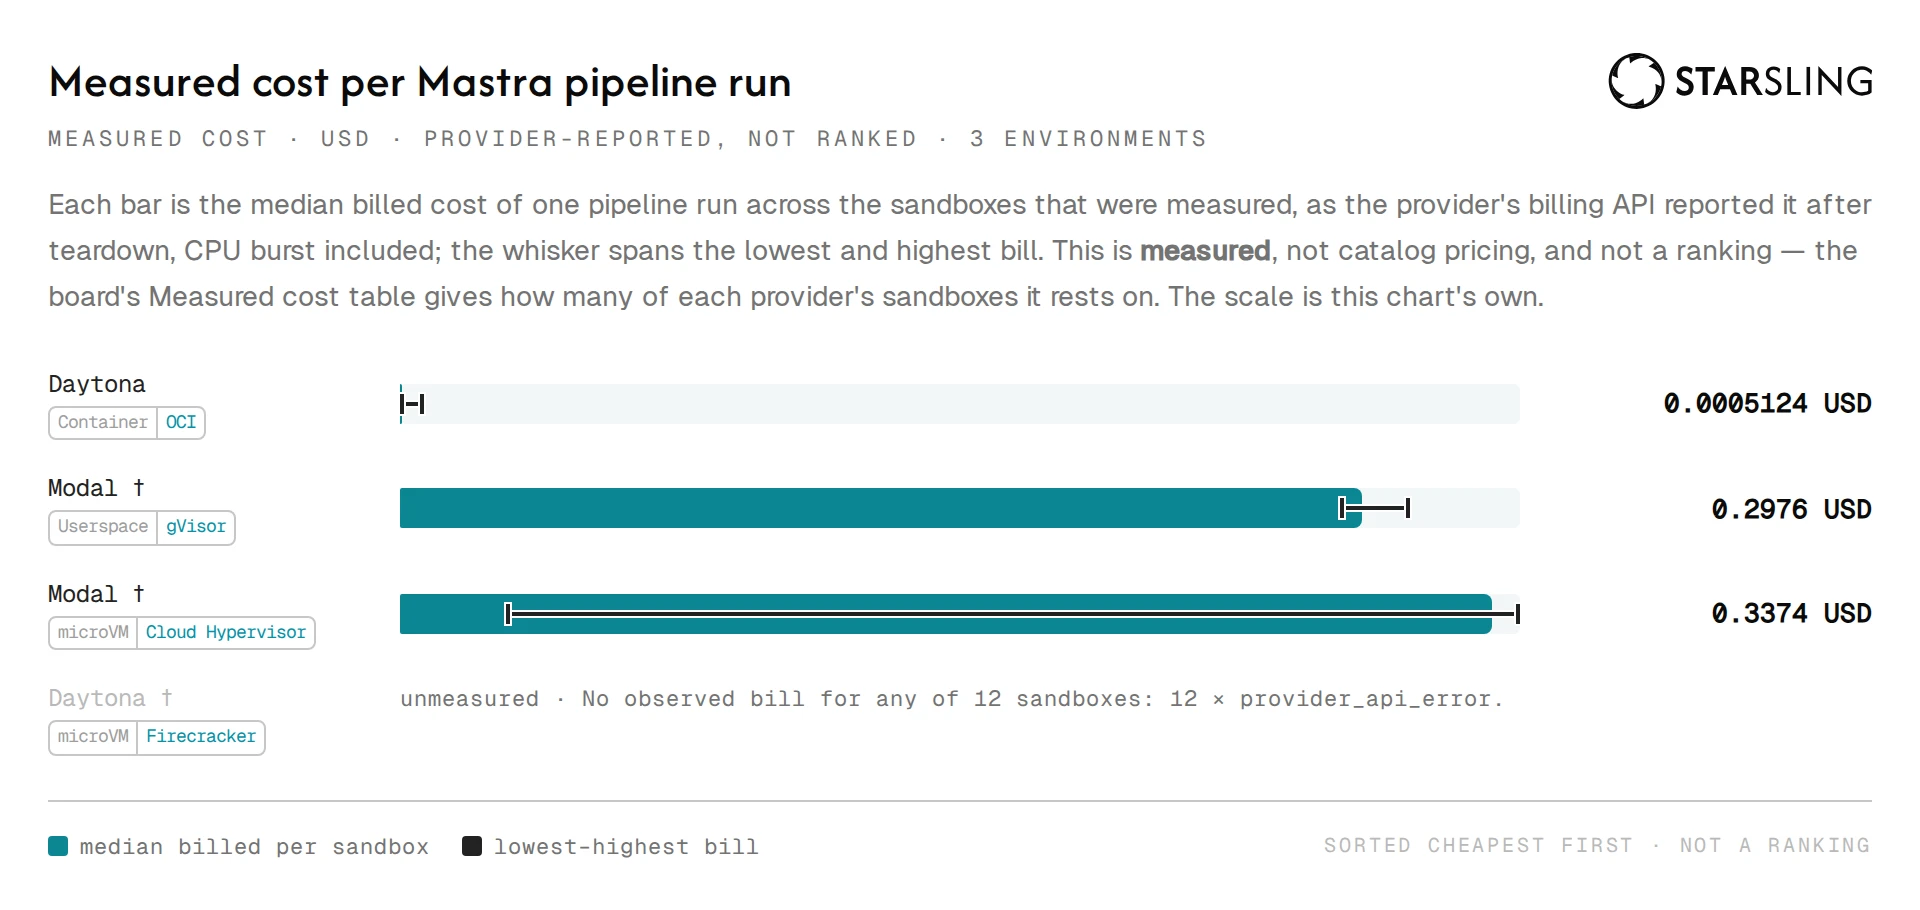 Measured cost per Mastra pipeline run
STARSLING
MEASURED COST · USD · PROVIDER-REPORTED, NOT RANKED · 3 ENVIRONMENTS
Each bar is the median billed cost of one pipeline run across the sandboxes that were measured, as the provider's billing API reported it after
teardown, CPU burst included; the whisker spans the lowest and highest bill. This is measured, not catalog pricing, and not a ranking — the
board's Measured cost table gives how many of each provider's sandboxes it rests on. The scale is this chart's own.
Daytona
Container OCI
0.0005124 USD
Modal †
Userspace gVisor
0.2976 USD
Modal †
microVM Cloud Hypervisor
0.3374 USD
Daytona †
microVM Firecracker
unmeasured · No observed bill for any of 12 sandboxes: 12 × provider_api_error.
median billed per sandbox
lowest-highest bill
SORTED CHEAPEST FIRST · NOT A RANKING